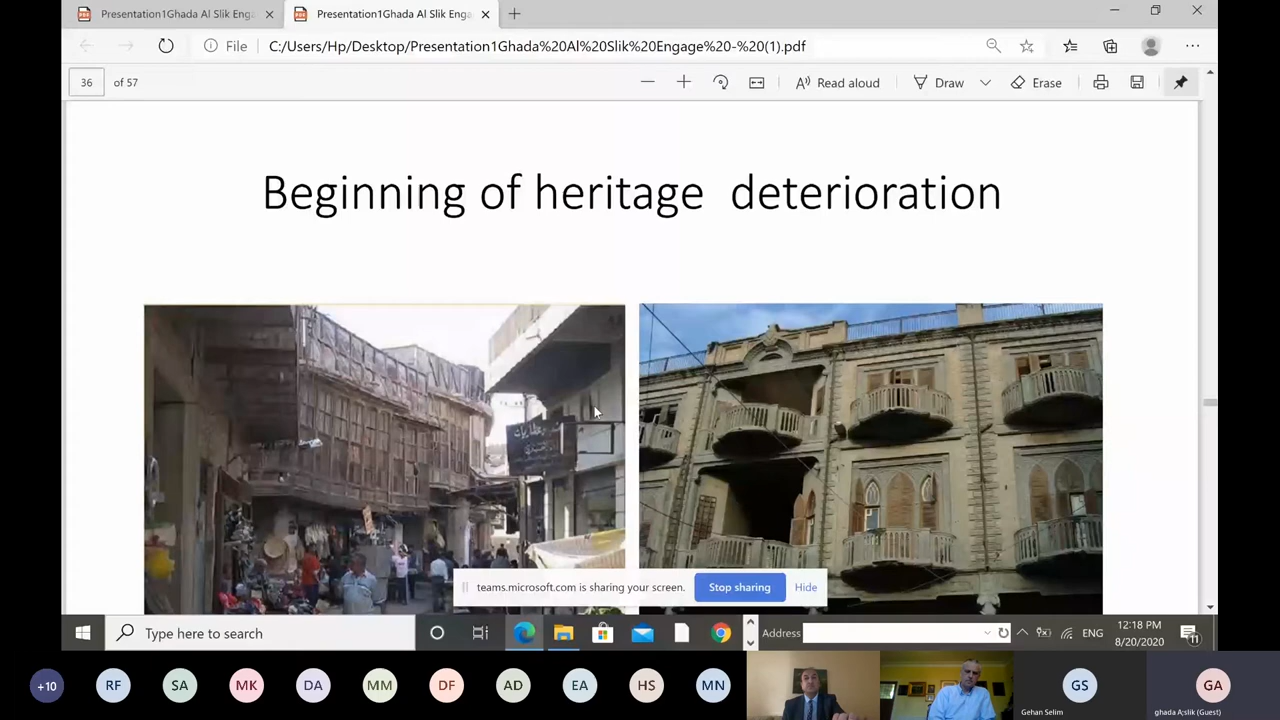 Presentation1Ghada Al Slik Enga
Presentation1Ghada Al Slik Enga
File
C:/Users/Hp/Desktop/Presentation1Ghada%20Al%20Slik%20Engage%20-%20(1).pdf
36 of 57
Read aloud
Draw
Erase
Beginning of heritage deterioration
teams.microsoft.com is sharing your screen.
Stop sharing
Hide
Type here to search
Address
ENG
12:18 PM
8/20/2020
11
+10
RF
SA
MK
DA
MM
DF
AD
EA
HS
MN
GS
Gehan Selim
GA
ghada A;slik (Guest)